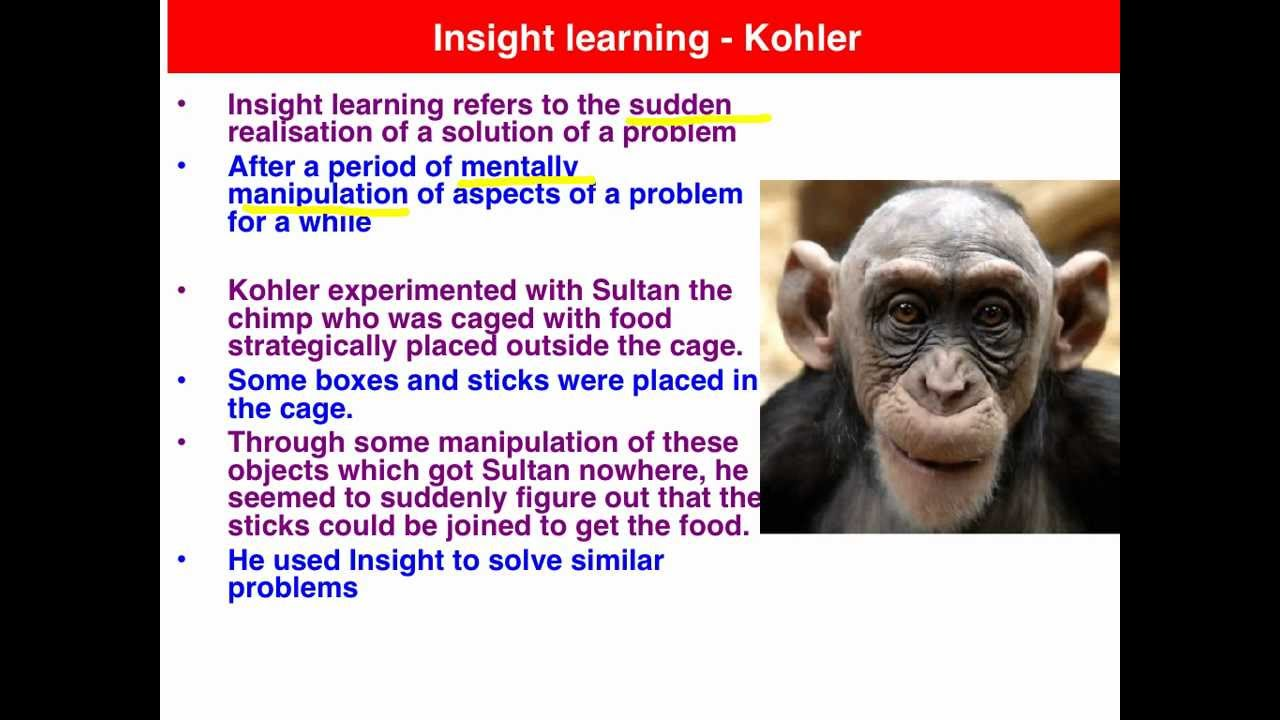 Insight learning - Kohler
• Insight learning refers to the sudden
realisation of a solution of a problem
• After a period of mentally
manipulation of aspects of a problem
for a while
• Kohler experimented with Sultan the
chimp who was caged with food
strategically placed outside the cage.
• Some boxes and sticks were placed in
the cage.
• Through some manipulation of these
objects which got Sultan nowhere, he
seemed to suddenly figure out that the
sticks could be joined to get the food.
• He used Insight to solve similar
problems